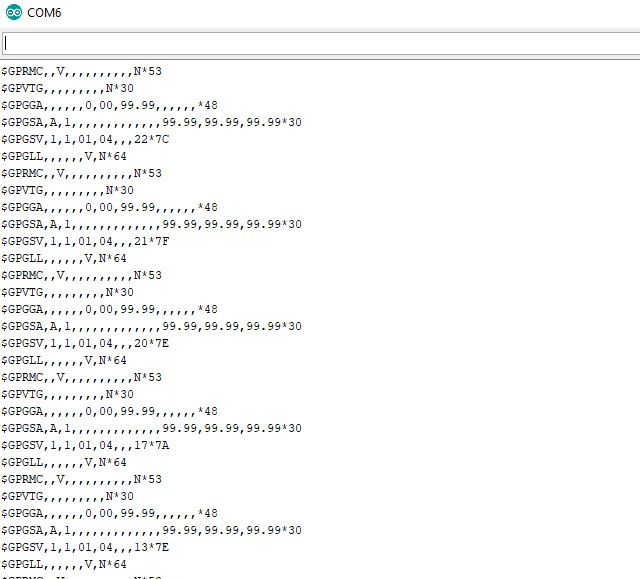 COM6
$GPRMC,,V,,,,,,,,,,N*53
$GPVTG,,,,,,,,,N*30
$GPGGA,,,,,,0,00,99.99,,,,,,*48
$GPGSA,A,1,,,,,,,,,,,,,99.99,99.99,99.99*30
$GPGSV,1,1,01,04,,,22*7C
$GPGLL,,,,,,V,N*64
$GPRMC,,V,,,,,,,,,,N*53
$GPVTG,,,,,,,,,N*30
$GPGGA,,,,,,0,00,99.99,,,,,,*48
$GPGSA,A,1,,,,,,,,,,,,,99.99,99.99,99.99*30
$GPGSV,1,1,01,04,,,21*7F
$GPGLL,,,,,,V,N*64
$GPRMC,,V,,,,,,,,,,N*53
$GPVTG,,,,,,,,,N*30
$GPGGA,,,,,,0,00,99.99,,,,,,*48
$GPGSA,A,1,,,,,,,,,,,,,99.99,99.99,99.99*30
$GPGSV,1,1,01,04,,,20*7E
$GPGLL,,,,,,V,N*64
$GPRMC,,V,,,,,,,,,,N*53
$GPVTG,,,,,,,,,N*30
$GPGGA,,,,,,0,00,99.99,,,,,,*48
$GPGSA,A,1,,,,,,,,,,,,,99.99,99.99,99.99*30
$GPGSV,1,1,01,04,,,17*7A
$GPGLL,,,,,,V,N*64
$GPRMC,,V,,,,,,,,,,N*53
$GPVTG,,,,,,,,,N*30
$GPGGA,,,,,,0,00,99.99,,,,,,*48
$GPGSA,A,1,,,,,,,,,,,,,99.99,99.99,99.99*30
$GPGSV,1,1,01,04,,,13*7E
$GPGLL,,,,,,V,N*64